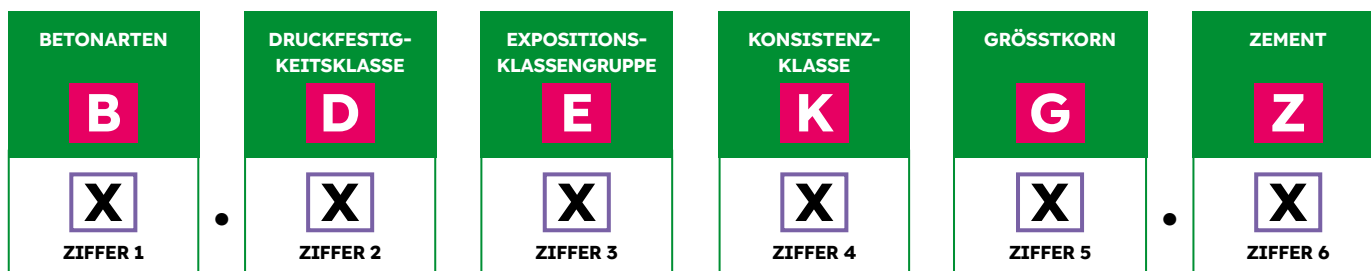 BETONARTEN
B
X
ZIFFER 1
•
DRUCKFESTIG-
KEITSKLASSE
D
X
ZIFFER 2
EXPOSITIONS-
KLASSENGRUPPE
E
X
ZIFFER 3
KONSISTENZ-
KLASSE
K
X
ZIFFER 4
GRÖSSTKORN
G
X
ZIFFER 5
•
ZEMENT
Z
X
ZIFFER 6